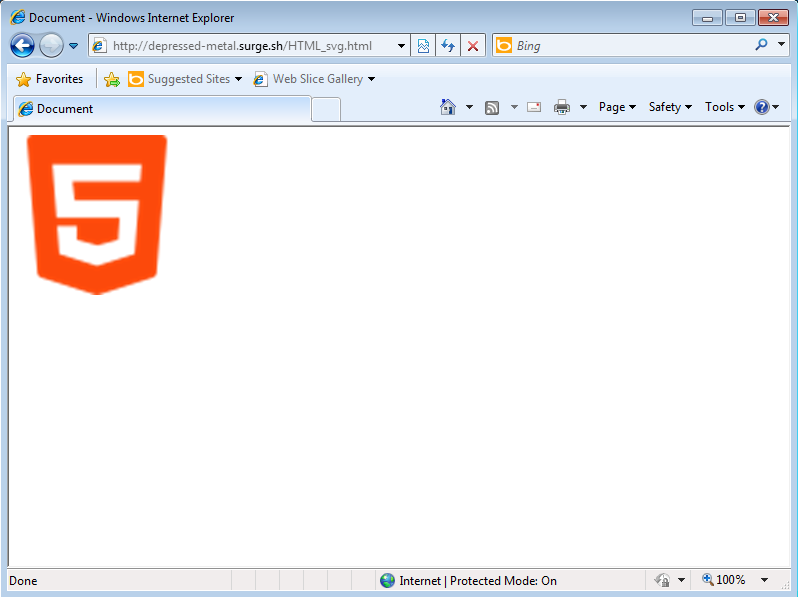 Document - Windows Internet Explorer
http://depressed-metal.surge.sh/HTML_svg.html
Bing
Favorites
Suggested Sites
Web Slice Gallery
Document
Page
Safety
Tools
5
Done
Internet | Protected Mode: On
100%